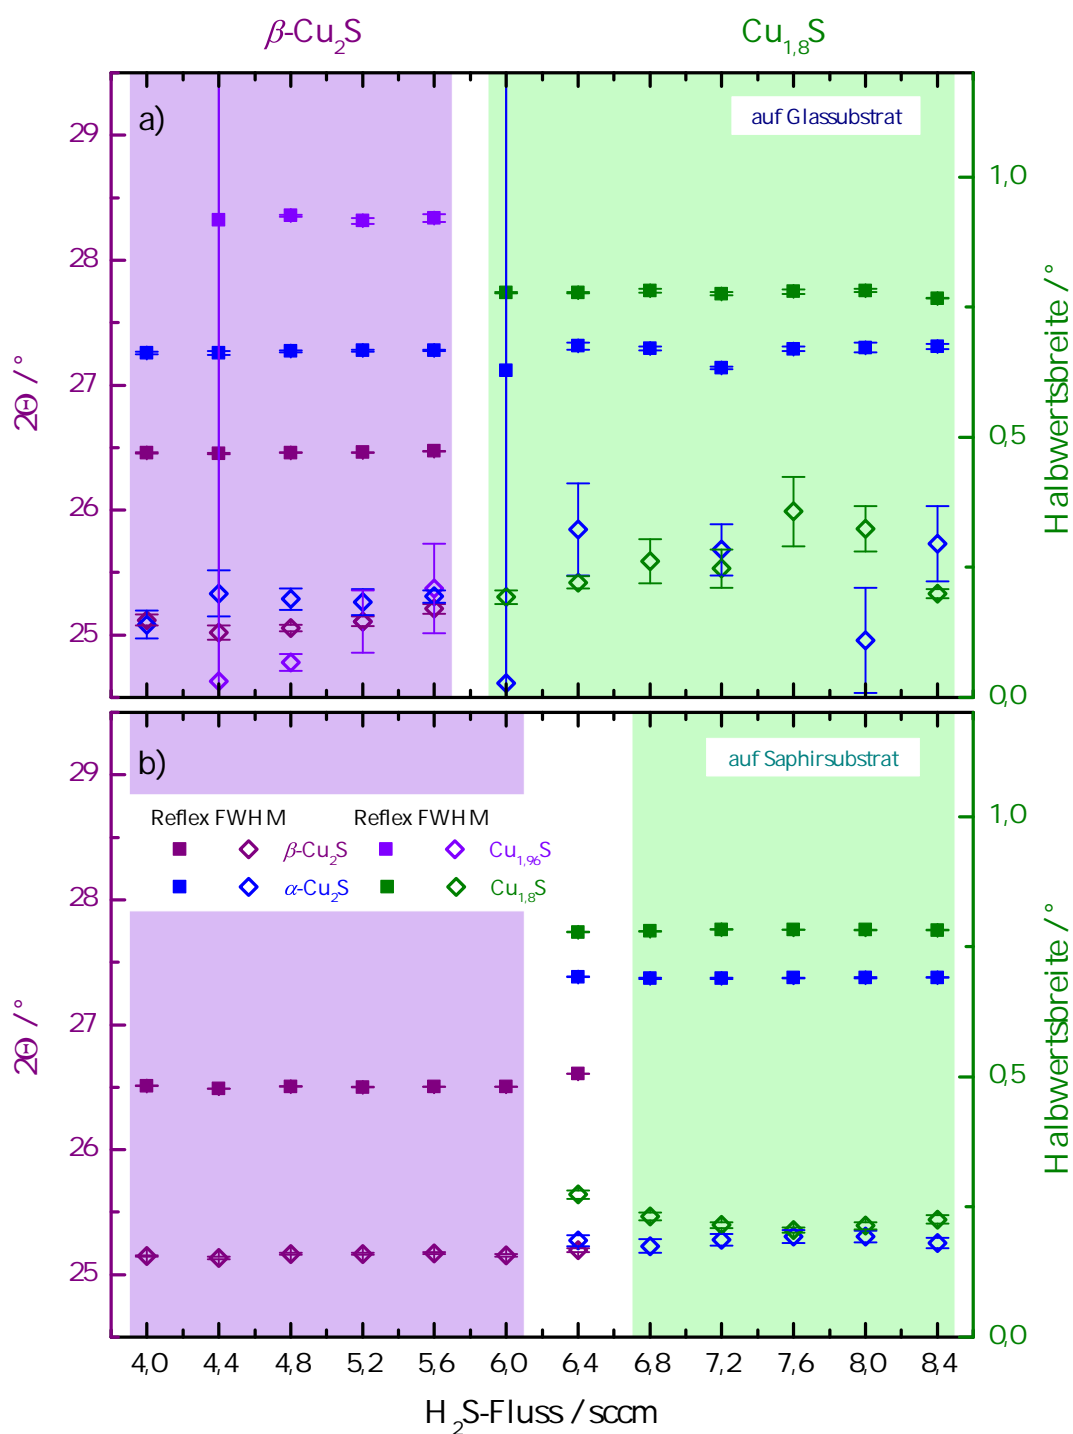 β-Cu2S
Cu1,8S
a)
auf Glassubstrat
29
28
27
26
25
2Θ / °
1,0
0,5
0,0
Halbwertsbreite / °
b)
auf Saphirsubstrat
Reflex FWHM Reflex FWHM
β-Cu2S Cu1,96S
α-Cu2S Cu1,8S
29
28
27
26
25
2Θ / °
1,0
0,5
0,0
Halbwertsbreite / °
4,0 4,4 4,8 5,2 5,6 6,0 6,4 6,8 7,2 7,6 8,0 8,4
H2S-Fluss / sccm